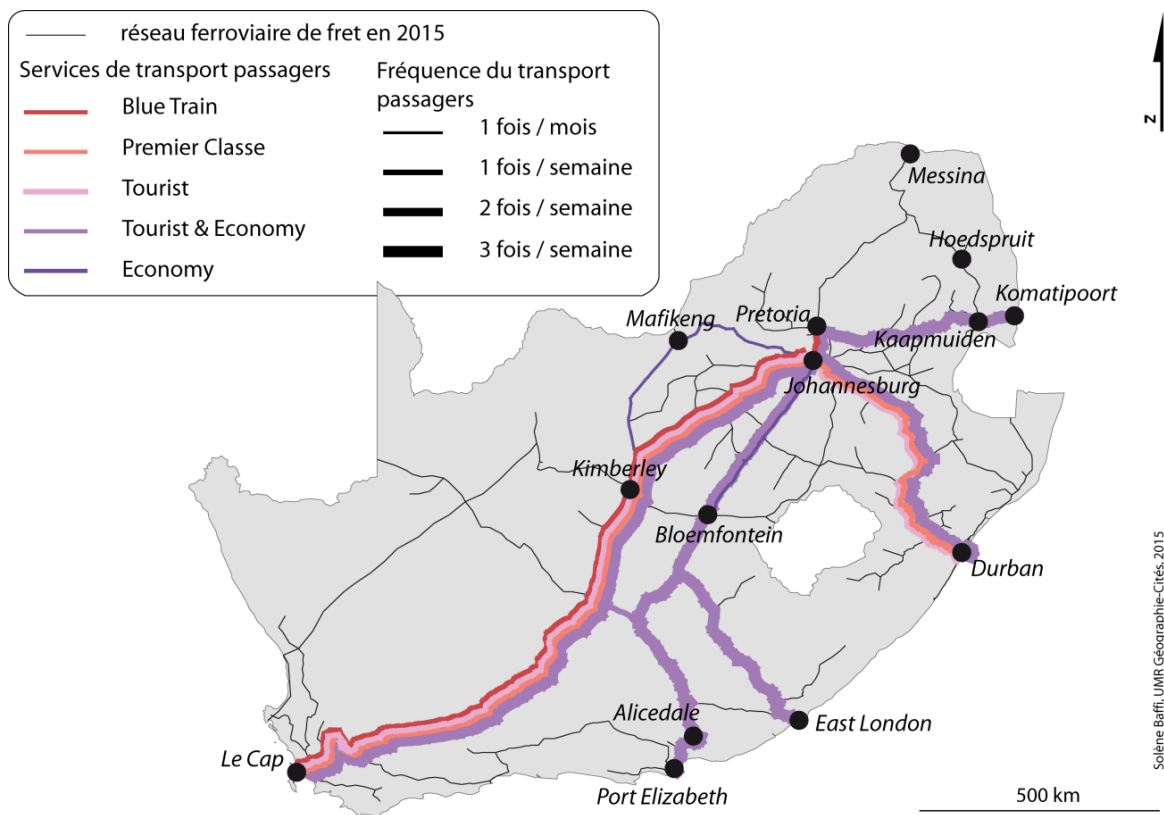 réseau ferroviaire de fret en 2015
Services de transport passagers
Blue Train
Premier Classe
Tourist
Tourist & Economy
Economy
Fréquence du transport
passagers
1 fois / mois
1 fois / semaine
2 fois / semaine
3 fois / semaine
N
Messina
Hoedspruit
Komatipoort
Pretoria
Mafikeng
Kaapmuiden
Johannesburg
Kimberley
Bloemfontein
Durban
Alicedale
East London
Le Cap
Port Elizabeth
500 km
Solène Baffi, UMR Géographie-Cités, 2015